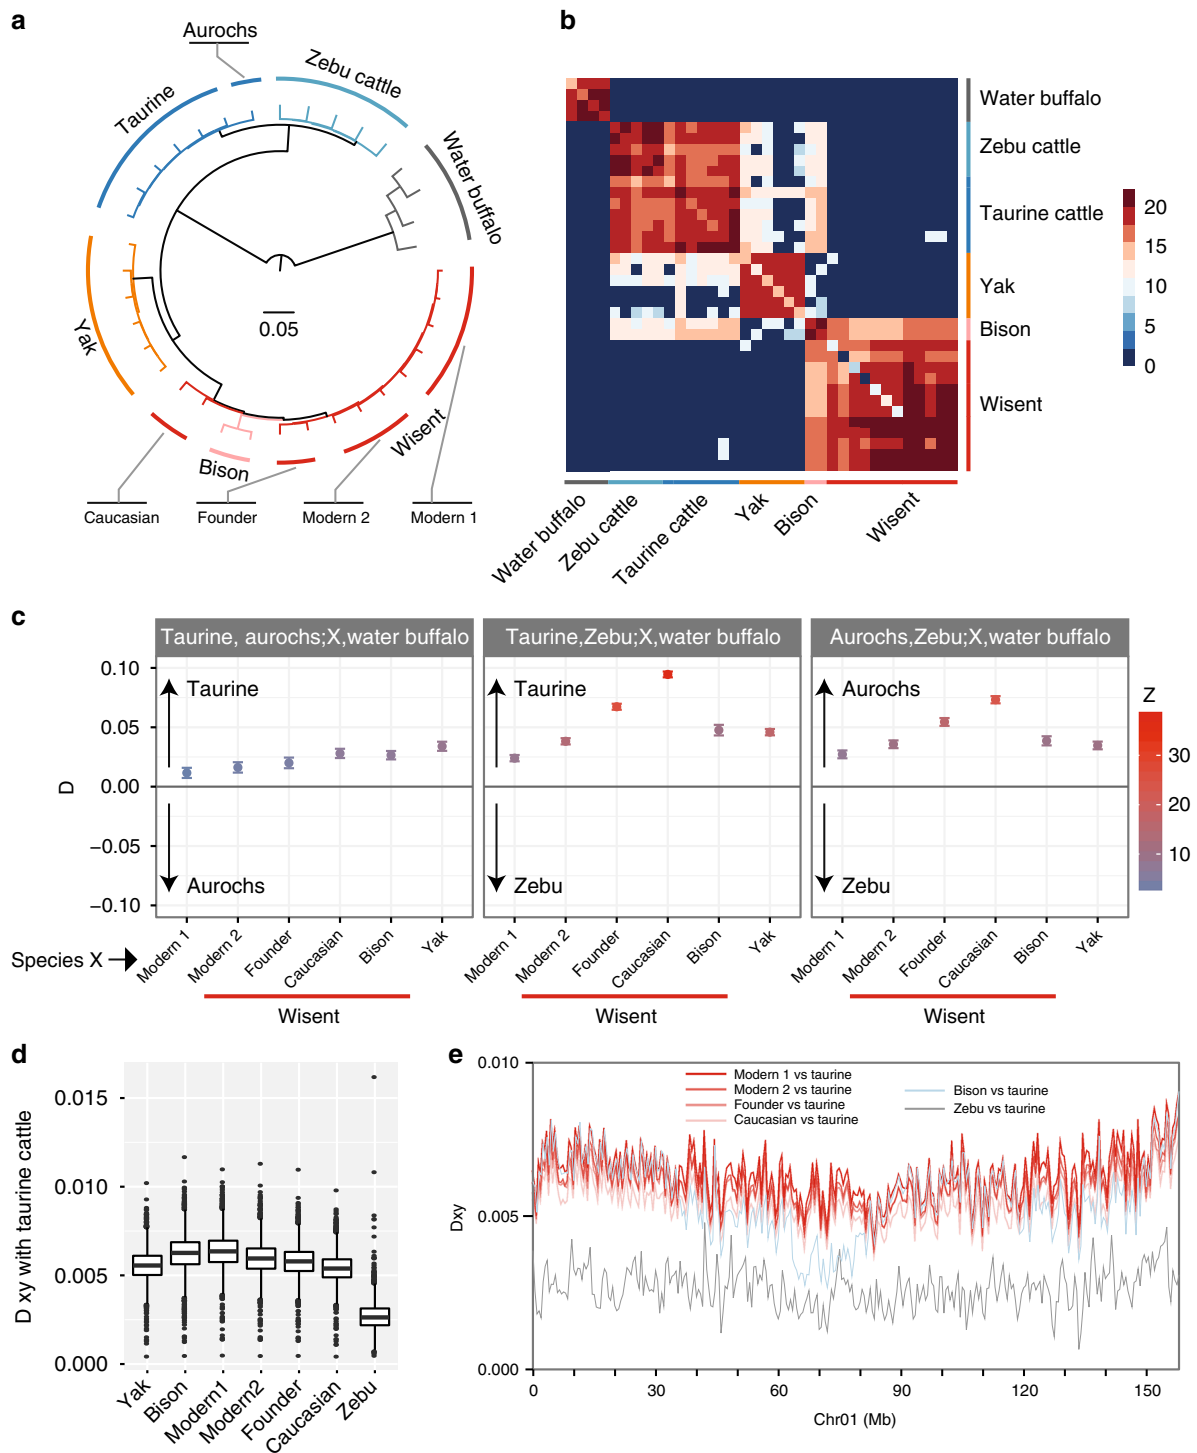 a
Aurochs
Zebu cattle
Taurine
Water buffalo
0.05
Yak
Wisent
Bison
Caucasian
Founder
Modern 2
Modern 1
b
Water buffalo
Zebu cattle
Taurine cattle
Yak
Bison
Wisent
20
15
10
5
0
Water buffalo
Zebu cattle
Taurine cattle
Yak
Bison
Wisent
c
Taurine, aurochs;X,water buffalo
Taurine,Zebu;X,water buffalo
Aurochs,Zebu;X,water buffalo
D
0.10
0.05
0.00
−0.05
−0.10
Taurine
Aurochs
Taurine
Zebu
Aurochs
Zebu
Z
30
20
10
Species X
Modern 1
Modern 2
Founder
Caucasian
Bison
Yak
Modern 1
Modern 2
Founder
Caucasian
Bison
Yak
Modern 1
Modern 2
Founder
Caucasian
Bison
Yak
Wisent
Wisent
Wisent
d
D xy with taurine cattle
0.015
0.010
0.005
0.000
Yak
Bison
Modern1
Modern2
Founder
Caucasian
Zebu
e
Dxy
0.010
0.005
0.000
Modern 1 vs taurine
Modern 2 vs taurine
Founder vs taurine
Caucasian vs taurine
Bison vs taurine
Zebu vs taurine
0
30
60
90
120
150
Chr01 (Mb)